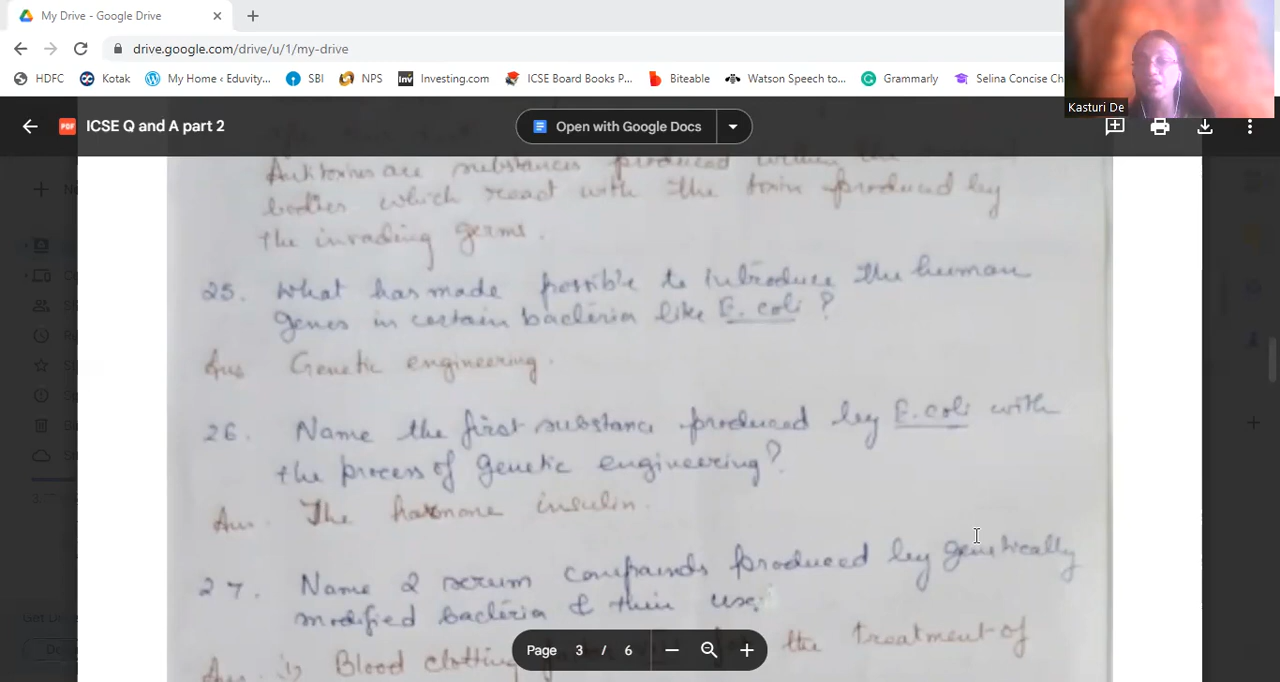 My Drive - Google Drive
drive.google.com/drive/u/1/my-drive
HDFC Kotak My Home ‹ Eduvity... SBI NPS Investing.com ICSE Board Books P... Biteable Watson Speech to... Grammarly Selina Concise Ch
Kasturi De
PDF ICSE Q and A part 2
Open with Google Docs
are substances produced within the
bodies which react with the toxin produced by
the invading germs.
25. What has made possible to introduce the human
genes in certain bacteria like E. coli?
Ans Genetic engineering.
26. Name the first substance produced by E. coli with
the process of genetic engineering?
Ans. The hormone insulin.
27. Name 2 serum compounds produced by genetically
modified bacteria & their use
Ans. i) Blood clotting the treatment of
Page 3 / 6